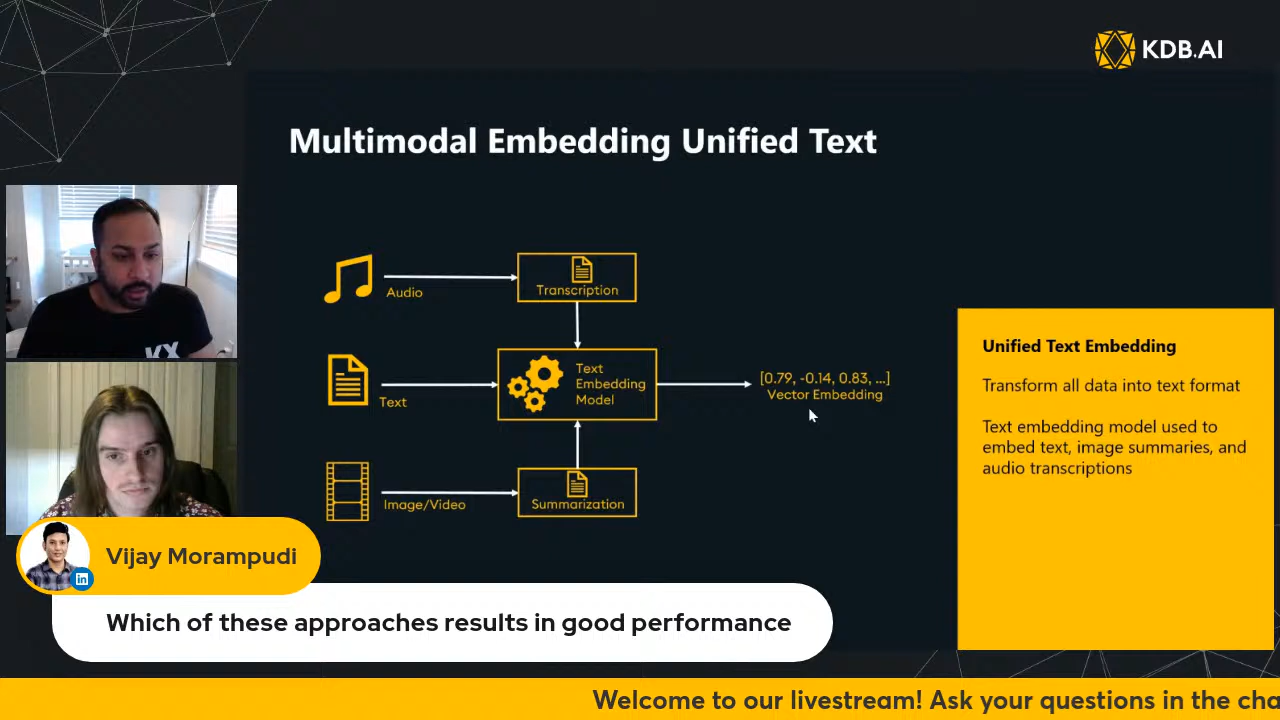 KDB.AI
Multimodal Embedding Unified Text
Audio
Transcription
Text
Text
Embedding
Model
[0.79, -0.14, 0.83, ...]
Vector Embedding
Image/Video
Summarization
Unified Text Embedding
Transform all data into text format
Text embedding model used to
embed text, image summaries, and
audio transcriptions
KX
in
Vijay Morampudi
Which of these approaches results in good performance
Welcome to our livestream! Ask your questions in the cha